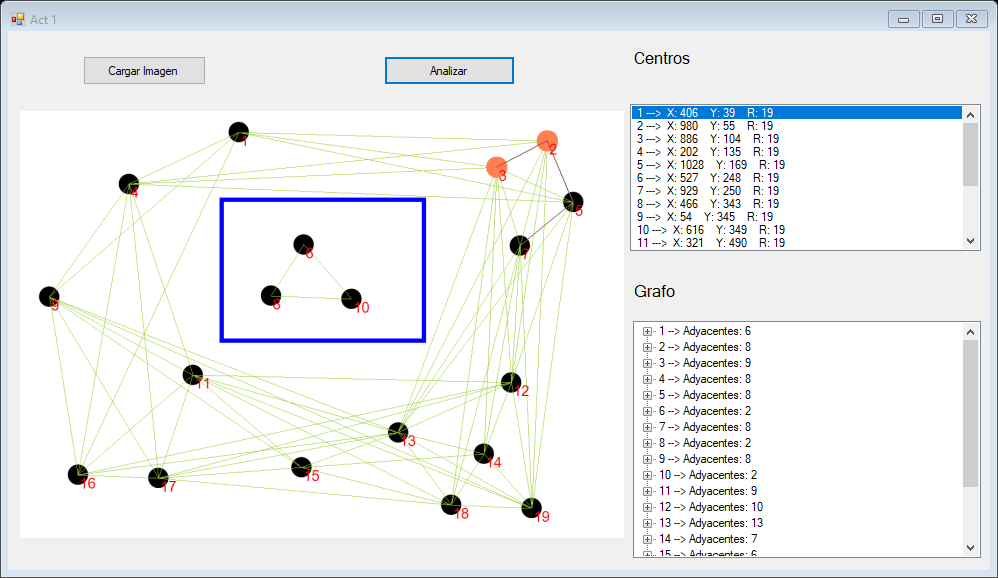 Act 1
Cargar Imagen
Analizar
Centros
1 ---> X: 406 Y: 39 R: 19
2 ---> X: 980 Y: 55 R: 19
3 ---> X: 886 Y: 104 R: 19
4 ---> X: 202 Y: 135 R: 19
5 ---> X: 1028 Y: 169 R: 19
6 ---> X: 527 Y: 248 R: 19
7 ---> X: 929 Y: 250 R: 19
8 ---> X: 466 Y: 343 R: 19
9 ---> X: 54 Y: 345 R: 19
10 ---> X: 616 Y: 349 R: 19
11 ---> X: 321 Y: 490 R: 19
Grafo
1 --> Adyacentes: 6
2 --> Adyacentes: 8
3 --> Adyacentes: 9
4 --> Adyacentes: 8
5 --> Adyacentes: 8
6 --> Adyacentes: 2
7 --> Adyacentes: 8
8 --> Adyacentes: 2
9 --> Adyacentes: 8
10 --> Adyacentes: 2
11 --> Adyacentes: 9
12 --> Adyacentes: 10
13 --> Adyacentes: 13
14 --> Adyacentes: 7
15 --> Adyacentes: 6
1
2
3
4
5
6
7
8
10
9
11
12
13
14
15
16
17
18
19